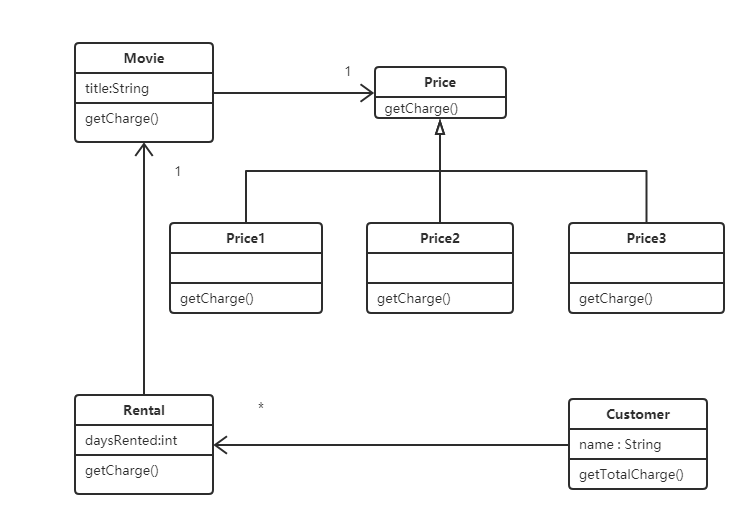 Movie
title:String
getCharge()
1
Price
getCharge()
1
Price1
getCharge()
Price2
getCharge()
Price3
getCharge()
Rental
daysRented:int
getCharge()
*
Customer
name : String
getTotalCharge()